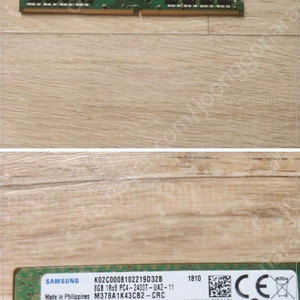 SAMSUNG
K02C0008102219D32B
8GB 1Rx8 PC4-2400T-UA2-11
1810
Made in Philippines
M378A1K43CB2-CRC